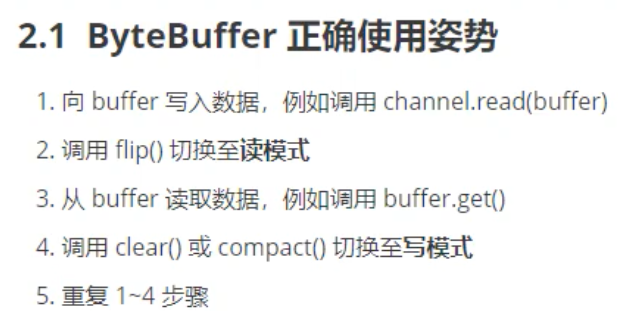 2.1 ByteBuffer 正确使用姿势
1. 向 buffer 写入数据，例如调用 channel.read(buffer)
2. 调用 flip() 切换至读模式
3. 从 buffer 读取数据，例如调用 buffer.get()
4. 调用 clear() 或 compact() 切换至写模式
5. 重复 1~4 步骤